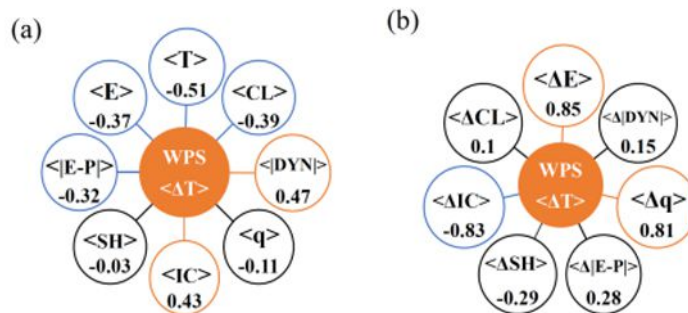 (a)
<T>
-0.51
<CL>
-0.39
<|DYN|>
0.47
<q>
-0.11
<IC>
0.43
<SH>
-0.03
<|E-P|>
-0.32
<E>
-0.37
WPS
<ΔT>
(b)
<ΔE>
0.85
<Δ|DYN|>
0.15
<Δq>
0.81
<Δ|E-P|>
0.28
<ΔSH>
-0.29
<ΔIC>
-0.83
<ΔCL>
0.1
WPS
<ΔT>